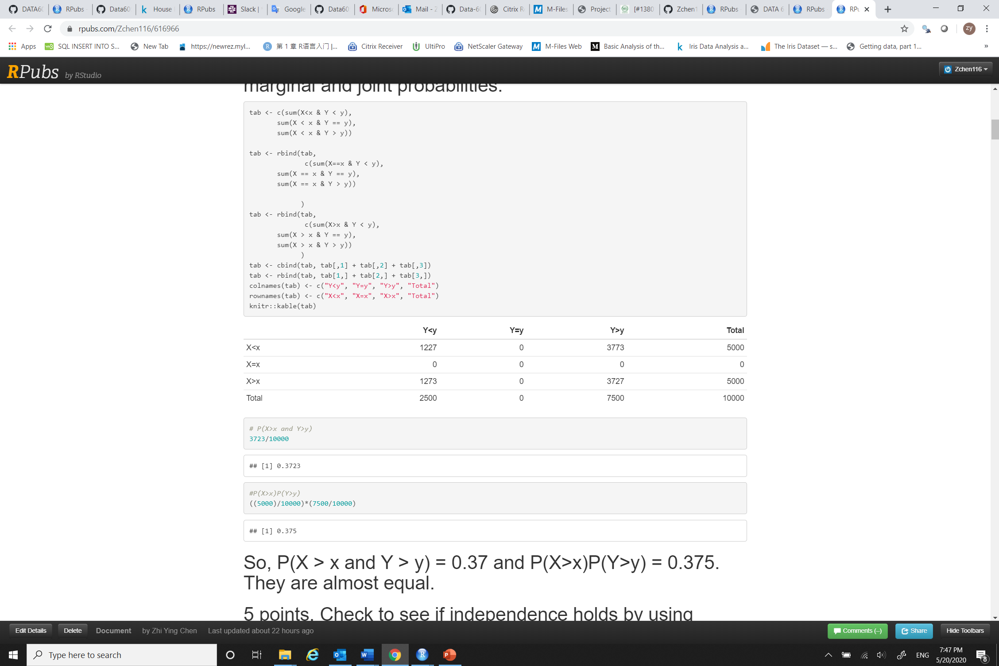 DATA60 RPubs Data60 House RPubs Slack | Google Data60 Micros Mail - Z Data-60 Citrix R M-Files Project [#1380 Zchen1 RPubs DATA 6 RPubs RPu
rpubs.com/Zchen116/616966 ZY
Apps SQL INSERT INTO S... New Tab https://newrez.myl... 第 1 章 R语言入门 |... Citrix Receiver UltiPro NetScaler Gateway M-Files Web Basic Analysis of th... Iris Data Analysis a... The Iris Dataset — s... Getting data, part 1... »
RPubs by RStudio Zchen116
marginal and joint probabilities.
tab <- c(sum(X<x & Y < y),
sum(X < x & Y == y),
sum(X < x & Y > y))
tab <- rbind(tab,
c(sum(X==x & Y < y),
sum(X == x & Y == y),
sum(X == x & Y > y))
)
tab <- rbind(tab,
c(sum(X>x & Y < y),
sum(X > x & Y == y),
sum(X > x & Y > y))
)
tab <- cbind(tab, tab[,1] + tab[,2] + tab[,3])
tab <- rbind(tab, tab[1,] + tab[2,] + tab[3,])
colnames(tab) <- c("Y<y", "Y=y", "Y>y", "Total")
rownames(tab) <- c("X<x", "X=x", "X>x", "Total")
knitr::kable(tab)
Y<y Y=y Y>y Total
X<x 1227 0 3773 5000
X=x 0 0 0 0
X>x 1273 0 3727 5000
Total 2500 0 7500 10000
# P(X>x and Y>y)
3723/10000
## [1] 0.3723
#P(X>x)P(Y>y)
((5000)/10000)*(7500/10000)
## [1] 0.375
So, P(X > x and Y > y) = 0.37 and P(X>x)P(Y>y) = 0.375.
They are almost equal.
5 points. Check to see if independence holds by using
Edit Details Delete Document by Zhi Ying Chen Last updated about 22 hours ago Comments (–) Share Hide Toolbars
Type here to search ENG 7:47 PM
5/20/2020 8